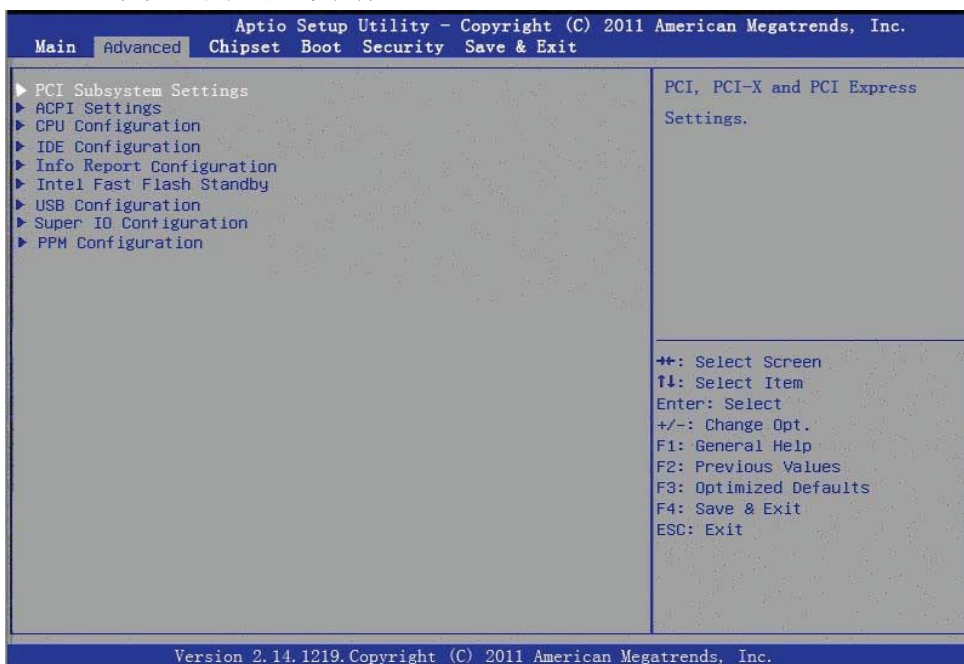 Aptio Setup Utility - Copyright (C) 2011 American Megatrends, Inc.
Main Advanced Chipset Boot Security Save & Exit
PCI Subsystem Settings
ACPI Settings
CPU Configuration
IDE Configuration
Info Report Configuration
Intel Fast Flash Standby
USB Configuration
Super IO Contiguration
PPM Configuration
PCI, PCI-X and PCI Express
Settings.
→←: Select Screen
↑↓: Select Item
Enter: Select
+/-: Change Opt.
F1: General Help
F2: Previous Values
F3: Optimized Defaults
F4: Save & Exit
ESC: Exit
Version 2.14.1219.Copyright (C) 2011 American Megatrends, Inc.